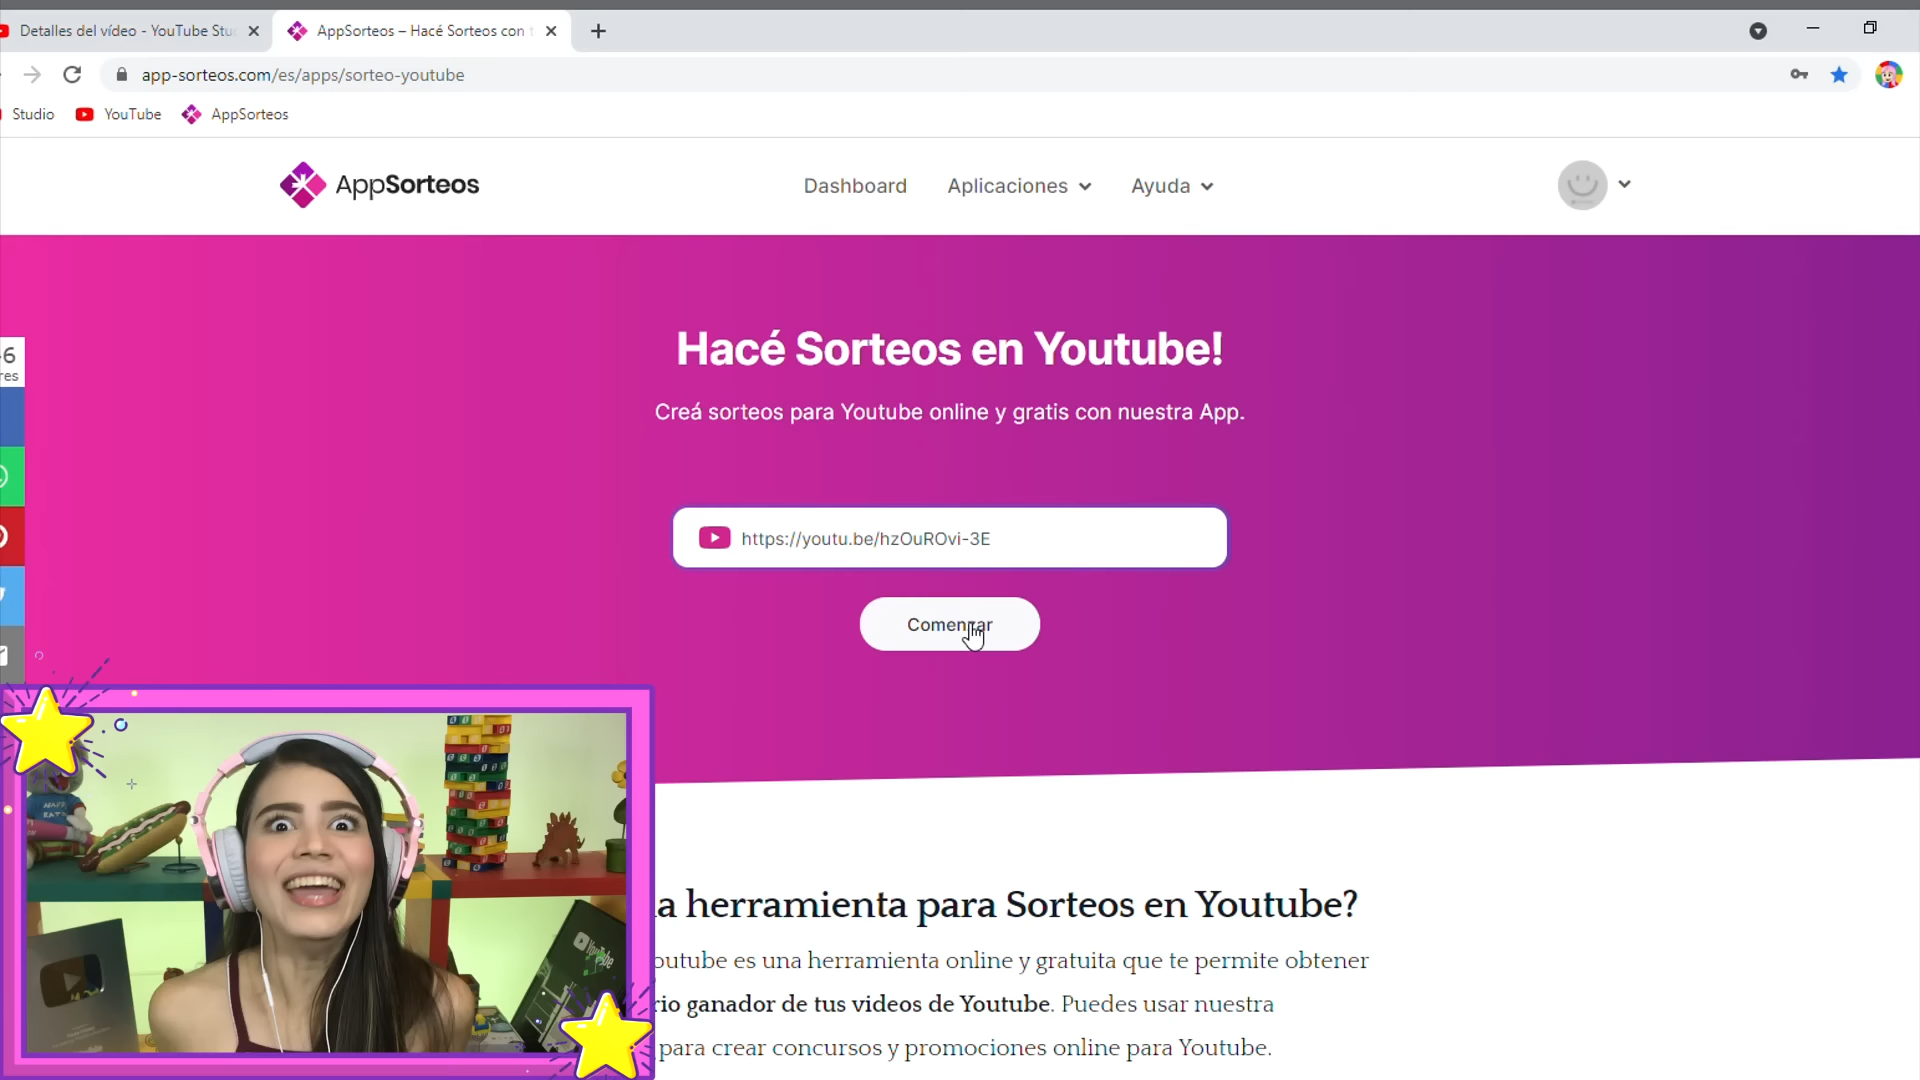 Detalles del vídeo - YouTube Stu
AppSorteos – Hacé Sorteos con t
app-sorteos.com/es/apps/sorteo-youtube
Studio
YouTube
AppSorteos
AppSorteos
Dashboard
Aplicaciones
Ayuda
Hacé Sorteos en Youtube!
Creá sorteos para Youtube online y gratis con nuestra App.
https://youtu.be/hzOuROvi-3E
Comenzar
a herramienta para Sorteos en Youtube?
outube es una herramienta online y gratuita que te permite obtener
rio ganador de tus videos de Youtube. Puedes usar nuestra
para crear concursos y promociones online para Youtube.
YouTube